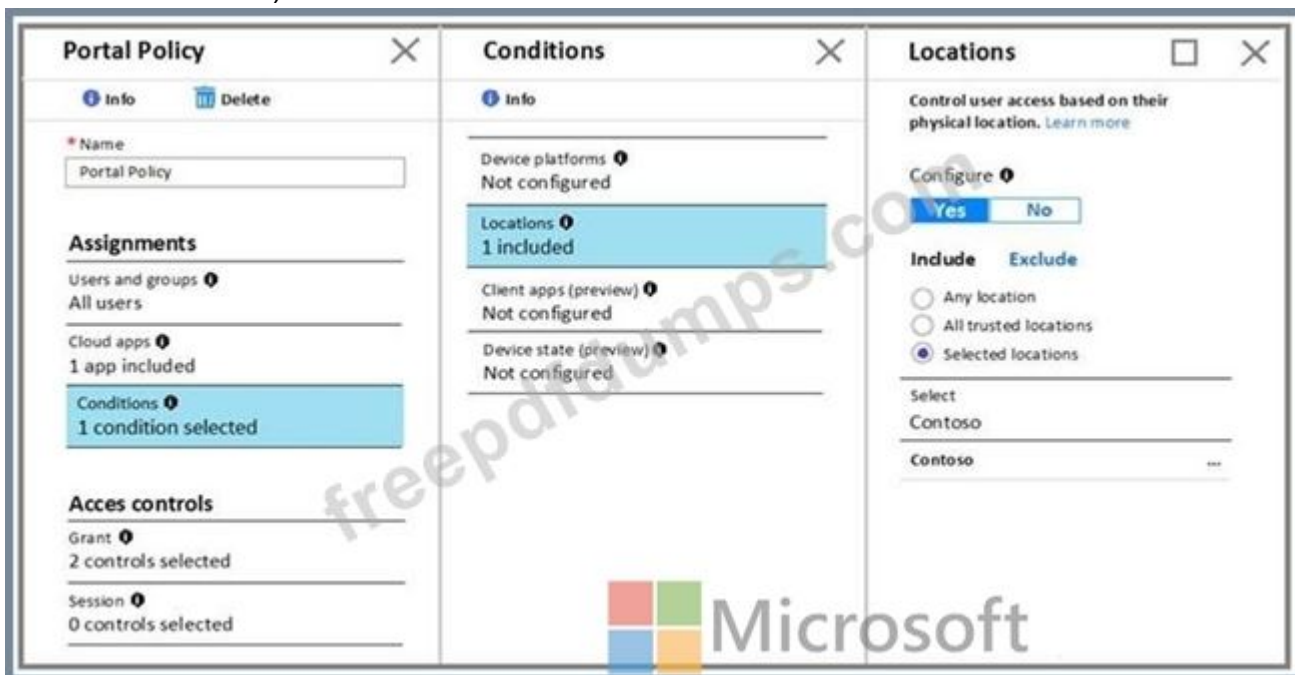 Portal Policy
Info Delete
* Name
Portal Policy
Assignments
Users and groups
All users
Cloud apps
1 app included
Conditions
1 condition selected
Acces controls
Grant
2 controls selected
Session
0 controls selected
Conditions
Info
Device platforms
Not configured
Locations
1 included
Client apps (preview)
Not configured
Device state (preview)
Not configured
Locations
Control user access based on their
physical location. Learn more
Configure
Yes No
Include Exclude
Any location
All trusted locations
Selected locations
Select
Contoso
Contoso ...
freepdfdumps.com
Microsoft